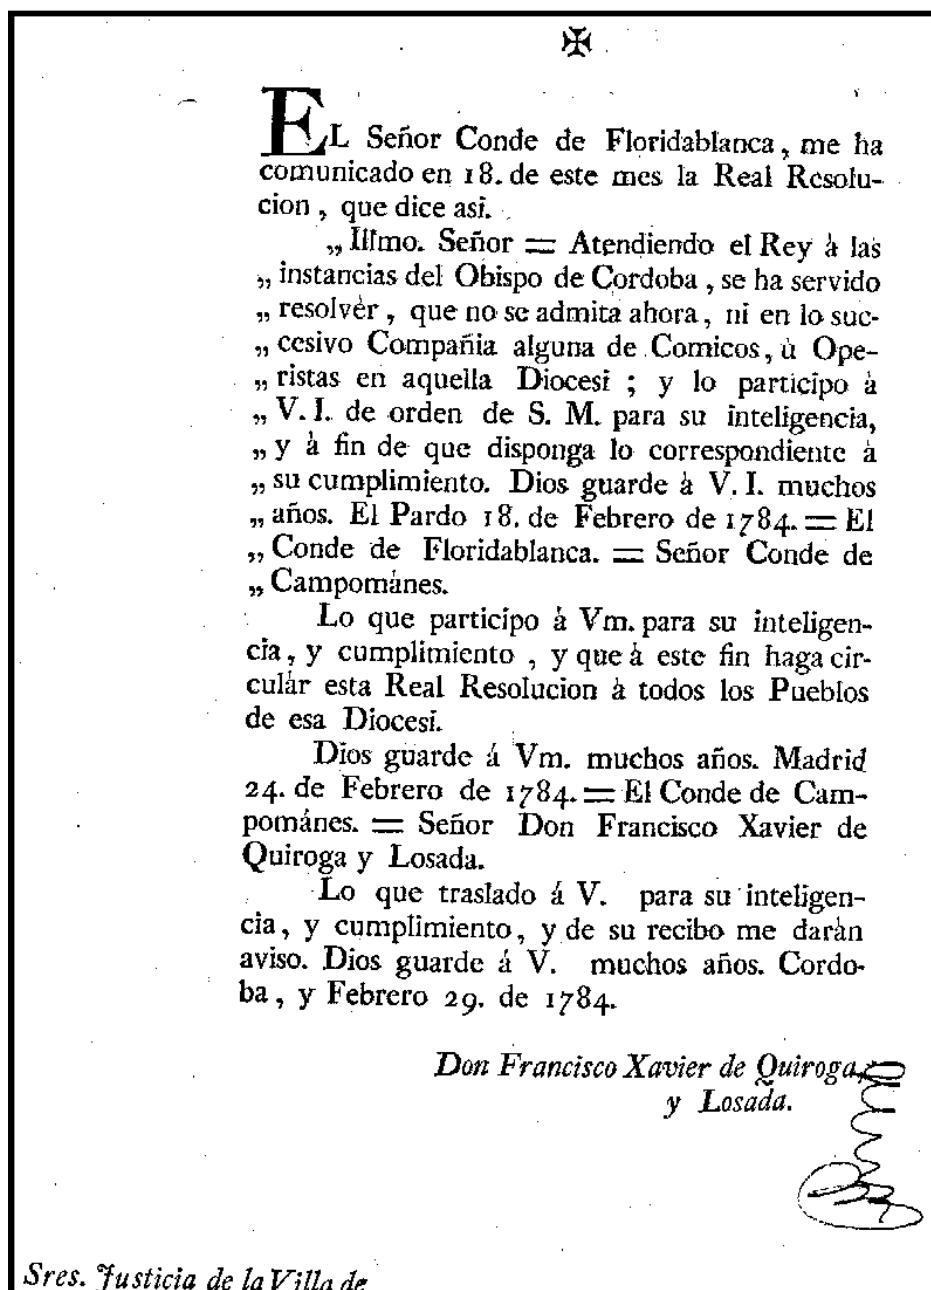 ✠
EL Señor Conde de Floridablanca, me ha
comunicado en 18. de este mes la Real Resolu-
cion, que dice asi.
„ Illmo. Señor = Atendiendo el Rey à las
„ instancias del Obispo de Cordoba, se ha servido
„ resolvér, que no se admita ahora, ni en lo suc-
„ cesivo Compañia alguna de Comicos, ù Ope-
„ ristas en aquella Diocesi; y lo participo à
„ V. I. de orden de S. M. para su inteligencia,
„ y à fin de que disponga lo correspondiente à
„ su cumplimiento. Dios guarde à V. I. muchos
„ años. El Pardo 18. de Febrero de 1784. = El
„ Conde de Floridablanca. = Señor Conde de
„ Campománes.
Lo que participo à Vm. para su inteligen-
cia, y cumplimiento, y que à este fin haga cir-
culár esta Real Resolucion à todos los Pueblos
de esa Diocesi.
Dios guarde á Vm. muchos años. Madrid
24. de Febrero de 1784. = El Conde de Cam-
pománes. = Señor Don Francisco Xavier de
Quiroga y Losada.
Lo que traslado á V. para su inteligen-
cia, y cumplimiento, y de su recibo me daràn
aviso. Dios guarde á V. muchos años. Cordo-
ba, y Febrero 29. de 1784.
Don Francisco Xavier de Quiroga,
y Losada.
Sres. Justicia de la Villa de